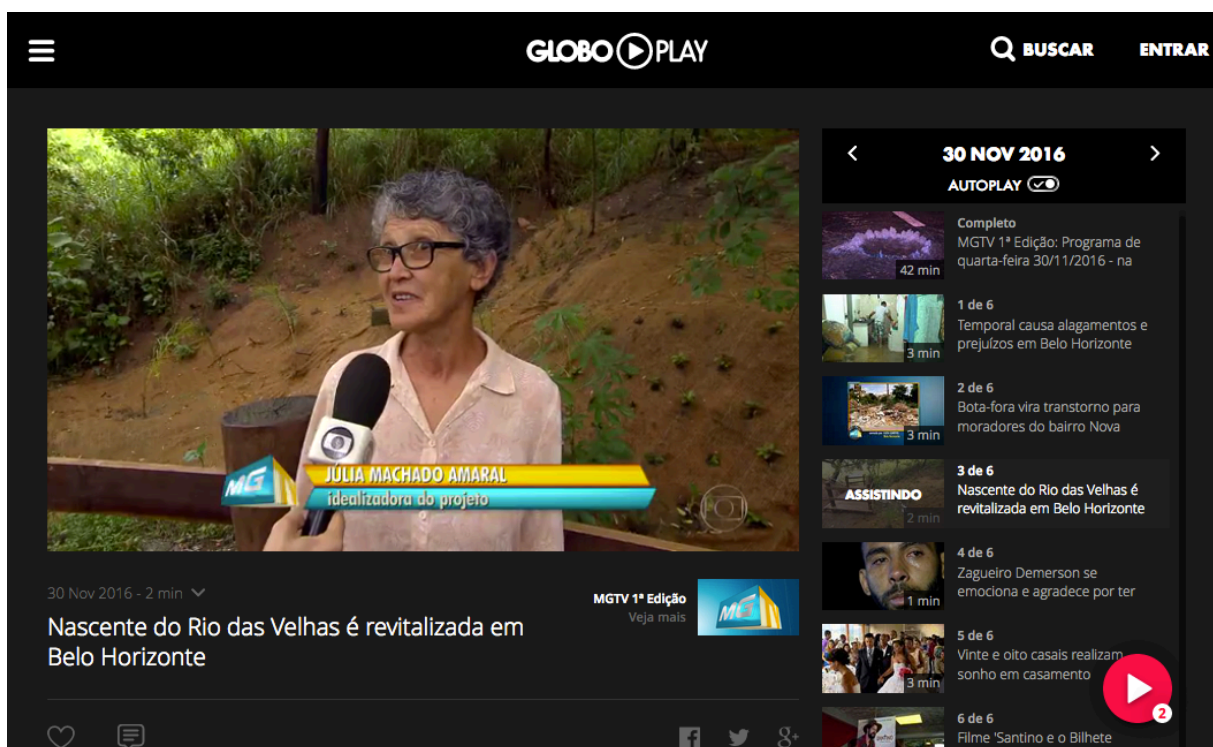 GLOBO PLAY
BUSCAR
ENTRAR
MG
JÚLIA MACHADO AMARAL
idealizadora do projeto
30 Nov 2016 - 2 min
Nascente do Rio das Velhas é revitalizada em
Belo Horizonte
MGTV 1ª Edição
Veja mais
MG
30 NOV 2016
AUTOPLAY
42 min
Completo
MGTV 1ª Edição: Programa de
quarta-feira 30/11/2016 - na
3 min
1 de 6
Temporal causa alagamentos e
prejuízos em Belo Horizonte
3 min
2 de 6
Bota-fora vira transtorno para
moradores do bairro Nova
ASSISTINDO
2 min
3 de 6
Nascente do Rio das Velhas é
revitalizada em Belo Horizonte
1 min
4 de 6
Zagueiro Demerson se
emociona e agradece por ter
3 min
5 de 6
Vinte e oito casais realizam
sonho em casamento
2
6 de 6
Filme 'Santino e o Bilhete